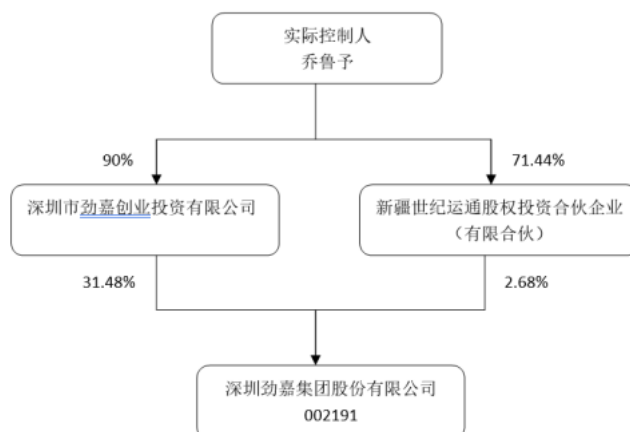 实际控制人
乔鲁予
90%
71.44%
深圳市劲嘉创业投资有限公司
新疆世纪运通股权投资合伙企业
（有限合伙）
31.48%
2.68%
深圳劲嘉集团股份有限公司
002191